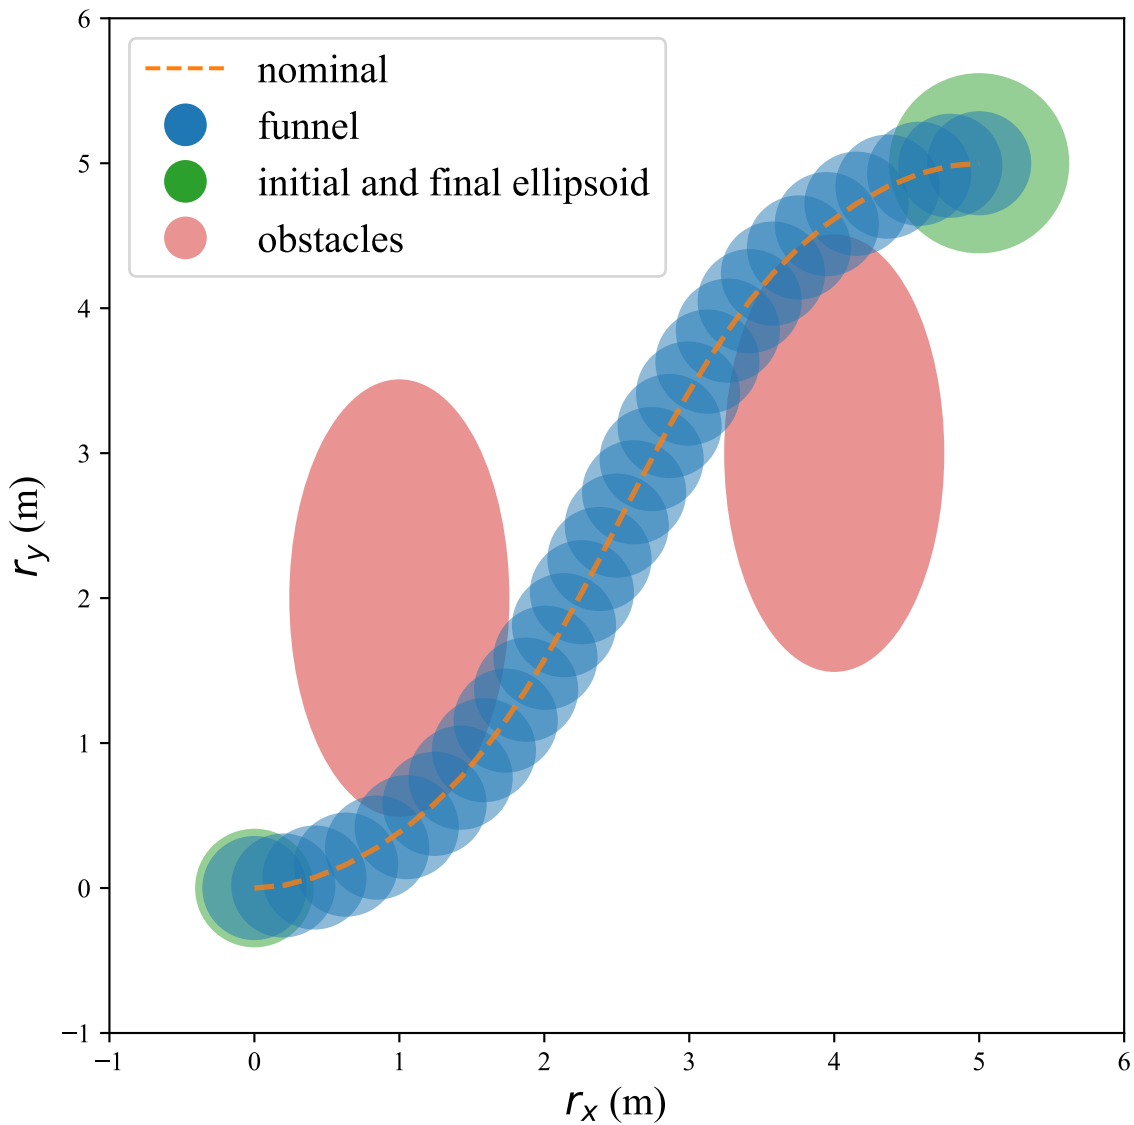 6
5
4
3
2
1
0
−1
nominal
funnel
initial and final ellipsoid
obstacles
r_y (m)
−1 0 1 2 3 4 5 6
r_x (m)